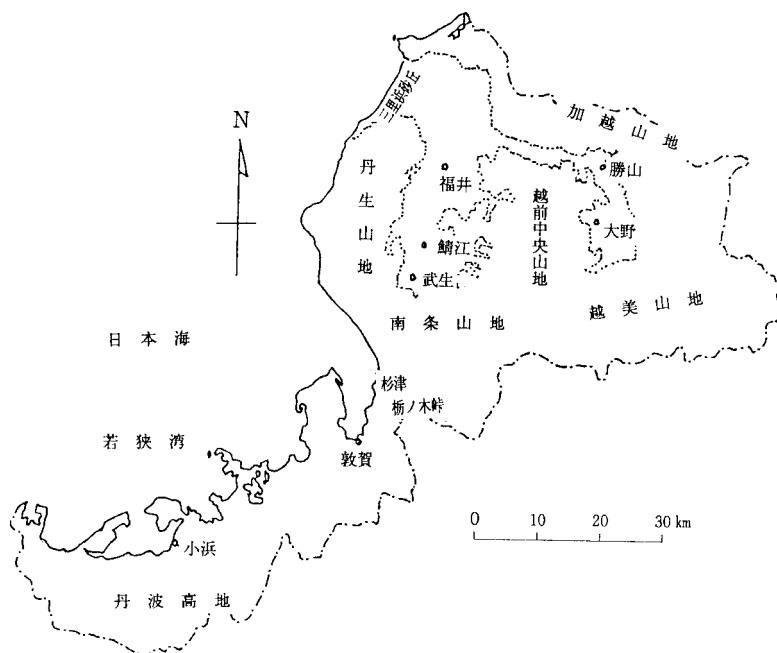 三里浜砂丘
加越山地
N
丹生山地
福井
勝山
越前中央山地
大野
鯖江
武生
南条山地
越美山地
日本海
杉津
栃ノ木峠
若狭湾
敦賀
0 10 20 30 km
小浜
丹波高地